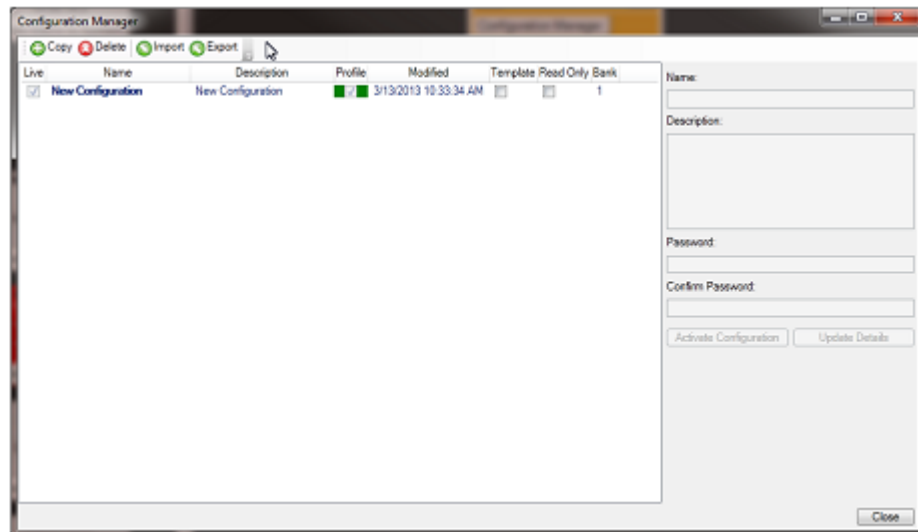 Configuration Manager
Configuration Manager
Copy Delete Import Export
Live Name Description Profile Modified Template Read Only Bank
New Configuration New Configuration 3/13/2013 10:33:34 AM 1
Name:
Description:
Password:
Confirm Password:
Activate Configuration Update Details
Close